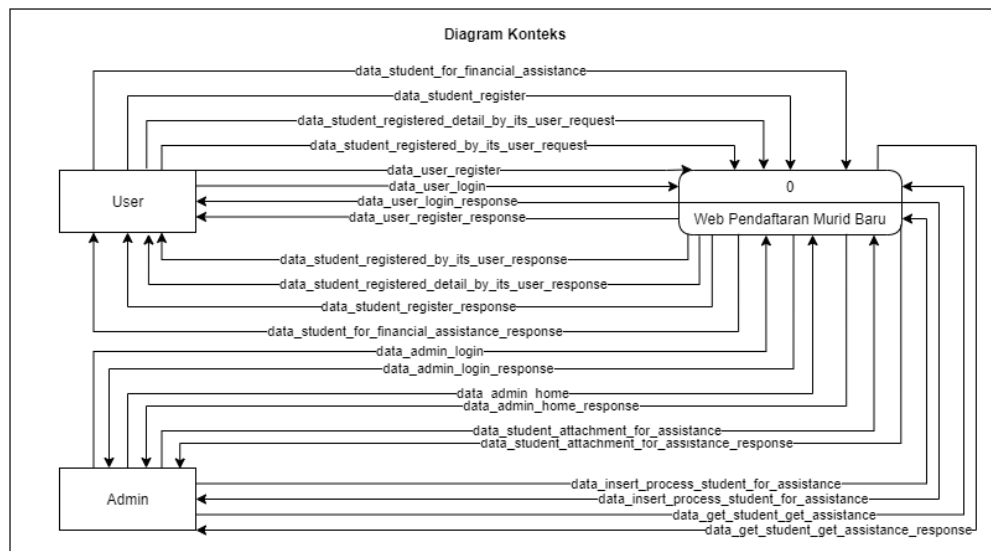 Diagram Konteks
data_student_for_financial_assistance
data_student_register
data_student_registered_detail_by_its_user_request
data_student_registered_by_its_user_request
data_user_register
data_user_login
data_user_login_response
data_user_register_response
User
0
Web Pendaftaran Murid Baru
data_student_registered_by_its_user_response
data_student_registered_detail_by_its_user_response
data_student_register_response
data_student_for_financial_assistance_response
data_admin_login
data_admin_login_response
data_admin_home
data_admin_home_response
data_student_attachment_for_assistance
data_student_attachment_for_assistance_response
Admin
data_insert_process_student_for_assistance
data_insert_process_student_for_assistance
data_get_student_get_assistance
data_get_student_get_assistance_response